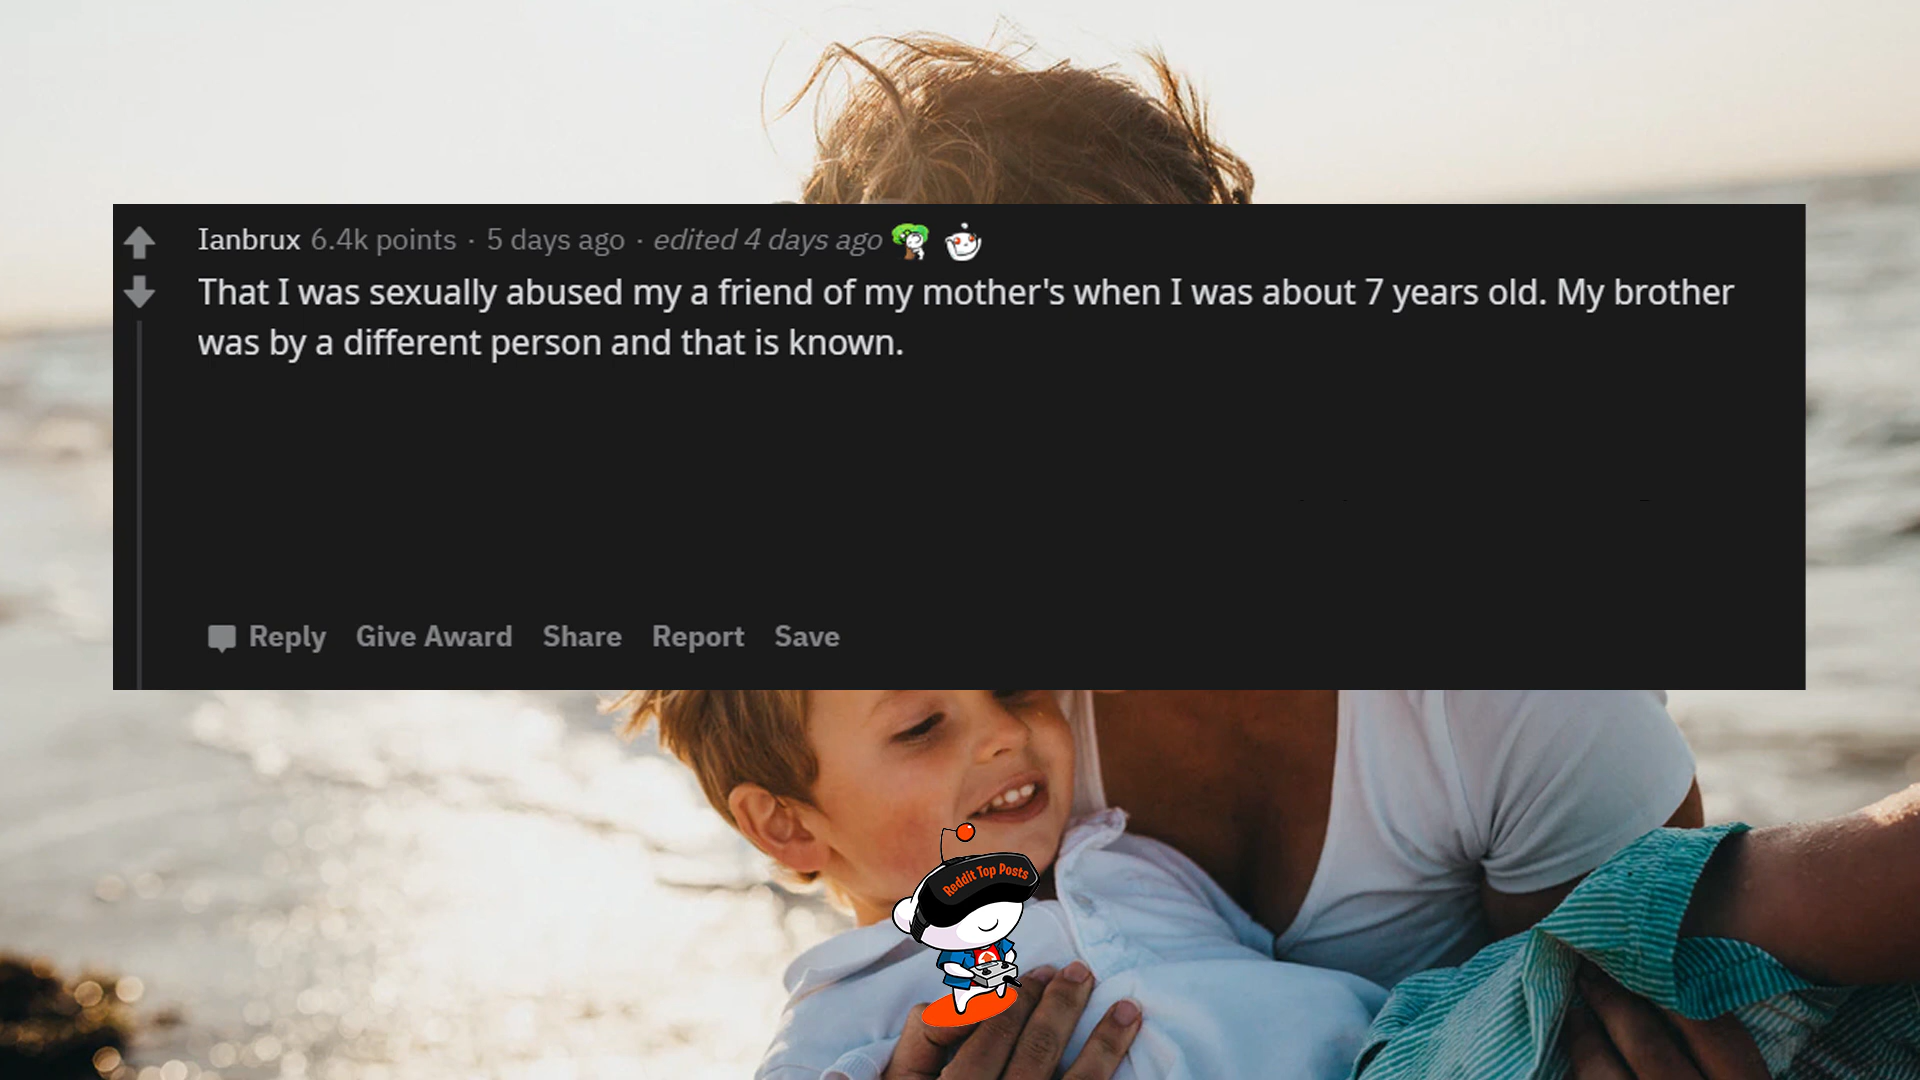 Ianbrux 6.4k points · 5 days ago · edited 4 days ago
That I was sexually abused my a friend of my mother's when I was about 7 years old. My brother
was by a different person and that is known.
Reply Give Award Share Report Save
Reddit Top Posts